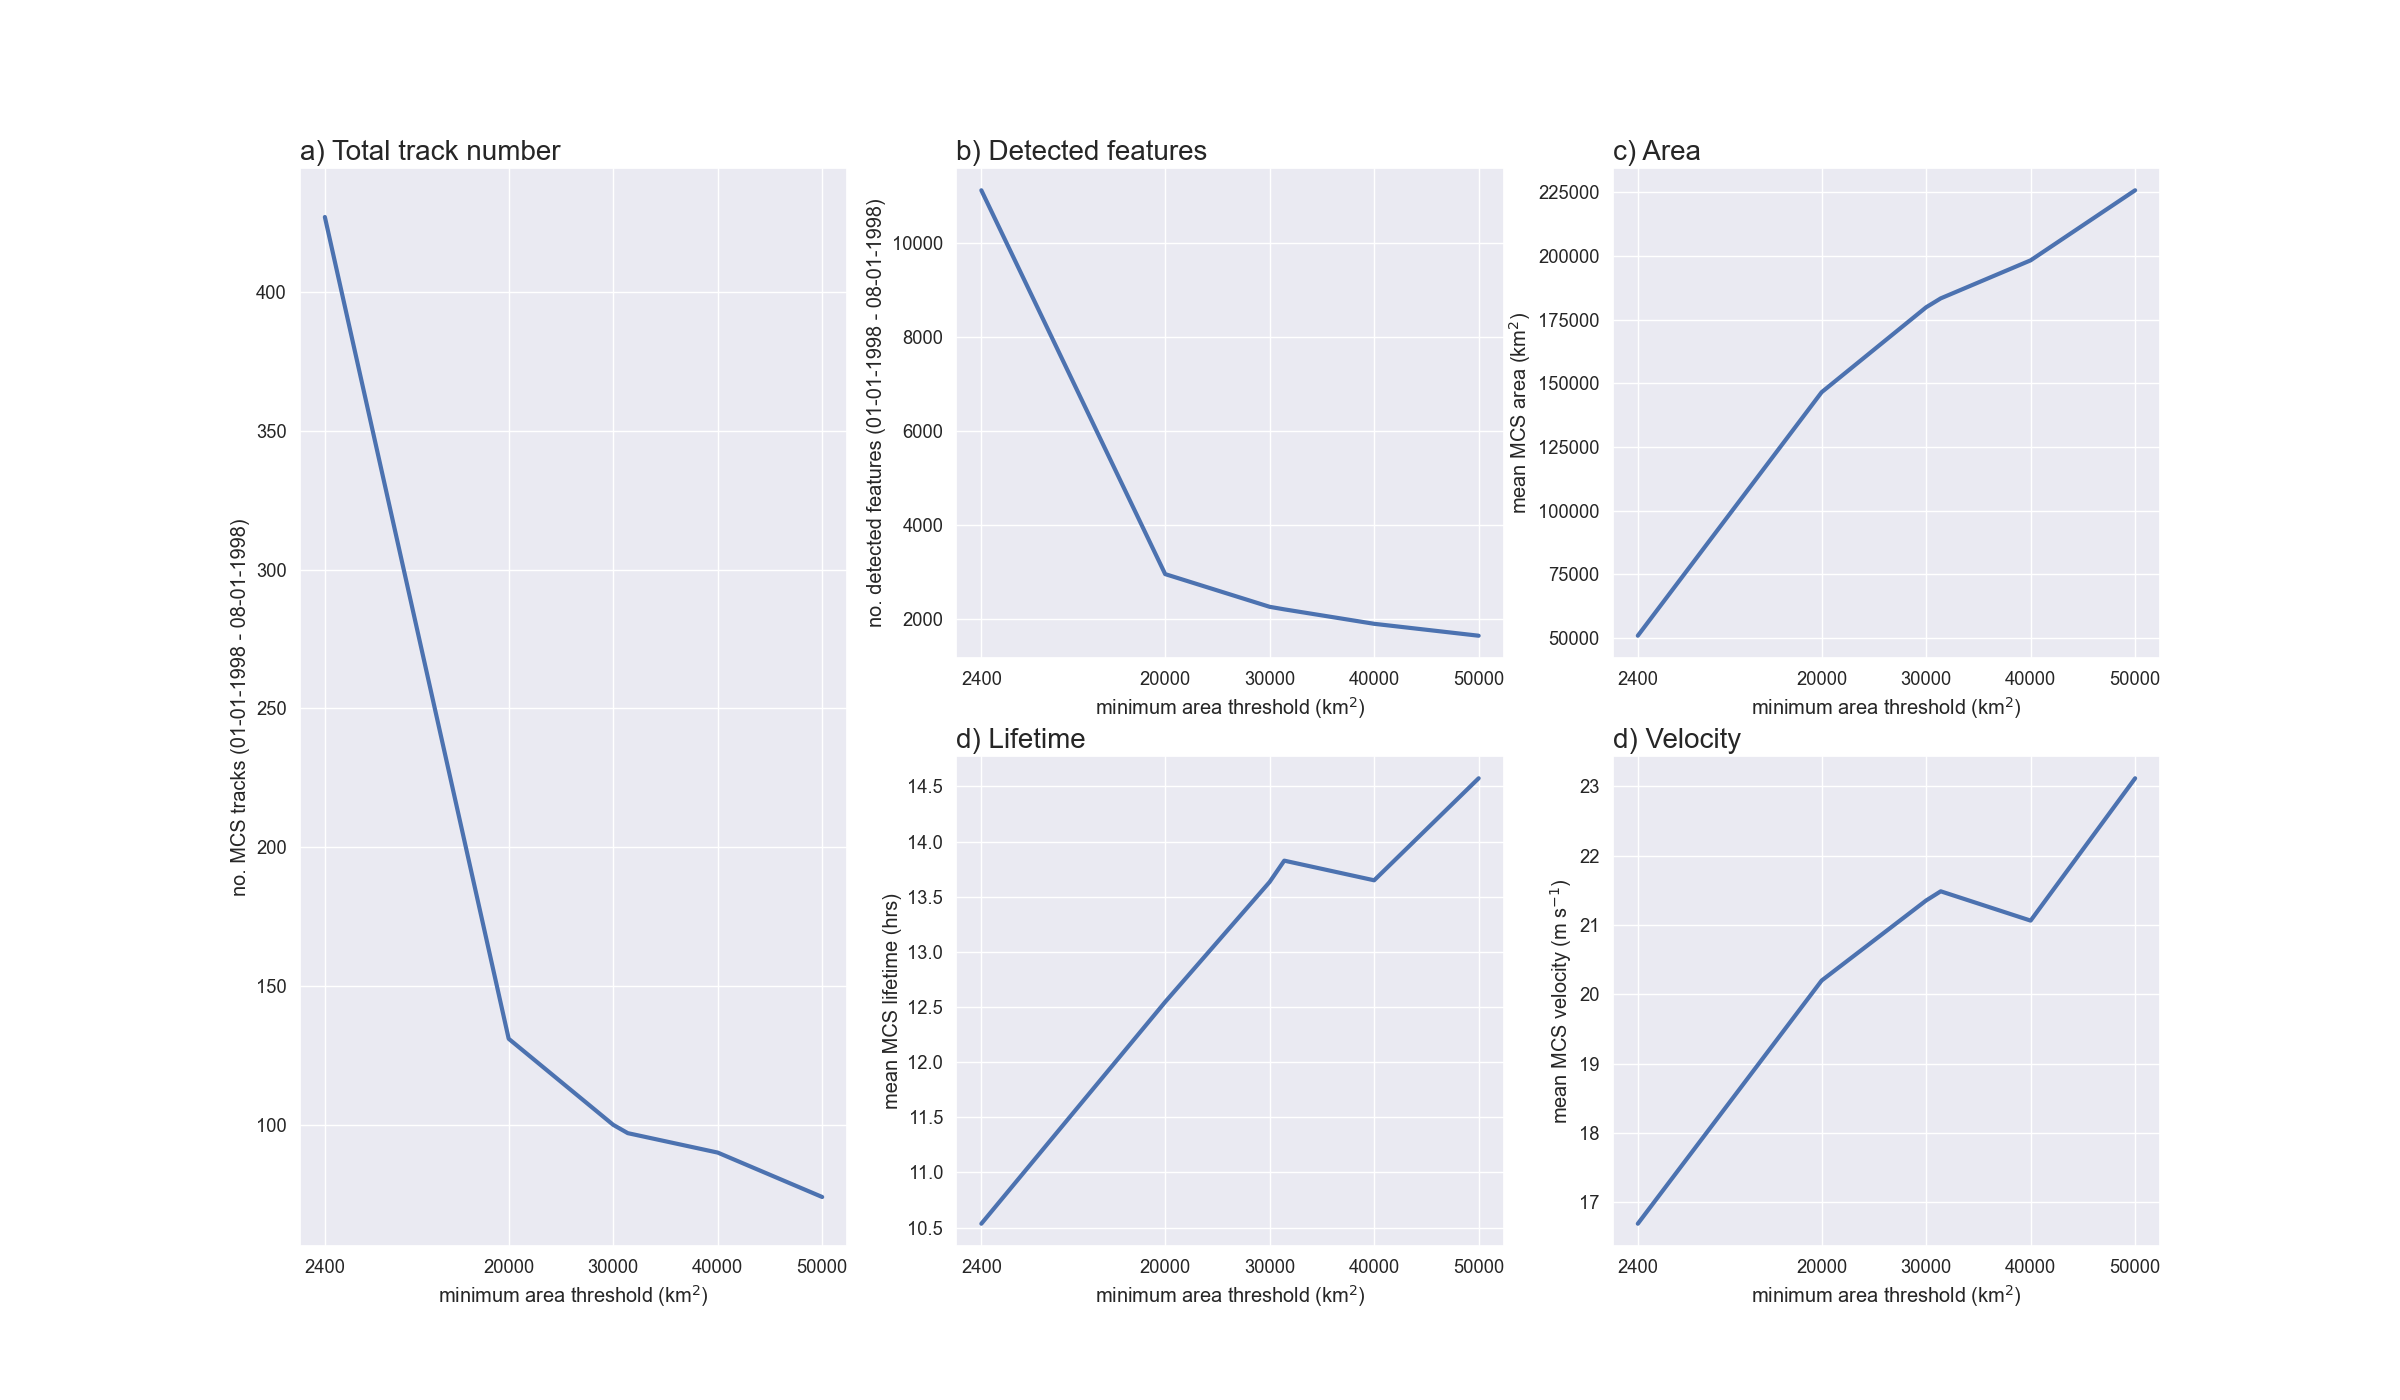 a) Total track number
no. MCS tracks (01-01-1998 - 08-01-1998)
400
350
300
250
200
150
100
2400 20000 30000 40000 50000
minimum area threshold (km²)
b) Detected features
no. detected features (01-01-1998 - 08-01-1998)
10000
8000
6000
4000
2000
2400 20000 30000 40000 50000
minimum area threshold (km²)
c) Area
mean MCS area (km²)
225000
200000
175000
150000
125000
100000
75000
50000
2400 20000 30000 40000 50000
minimum area threshold (km²)
d) Lifetime
mean MCS lifetime (hrs)
14.5
14.0
13.5
13.0
12.5
12.0
11.5
11.0
10.5
2400 20000 30000 40000 50000
minimum area threshold (km²)
d) Velocity
mean MCS velocity (m s⁻¹)
23
22
21
20
19
18
17
2400 20000 30000 40000 50000
minimum area threshold (km²)